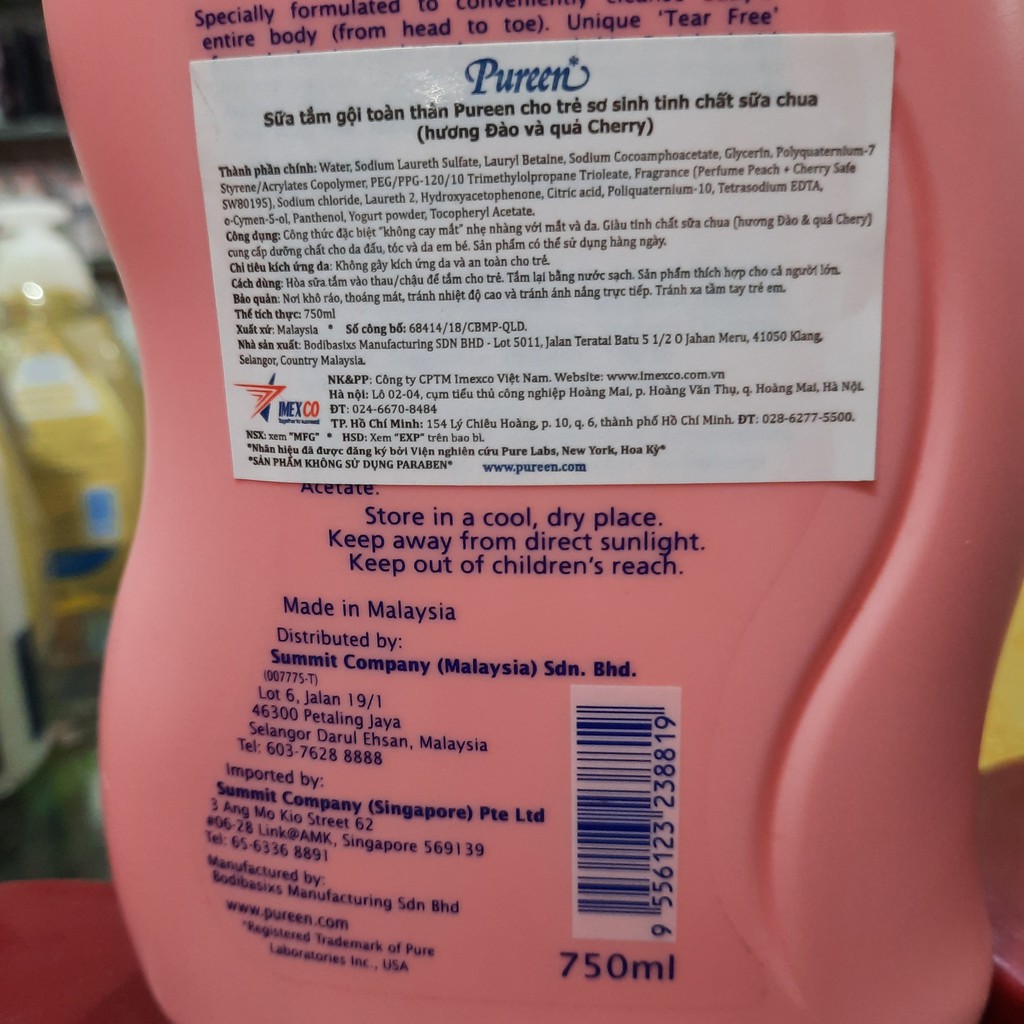 Specially formulated to conveniently cleanse
entire body (from head to toe). Unique 'Tear Free'
Pureen*
Sữa tắm gội toàn thân Pureen cho trẻ sơ sinh tinh chất sữa chua
(hương Đào và quả Cherry)
Thành phần chính: Water, Sodium Laureth Sulfate, Lauryl Betaine, Sodium Cocoamphoacetate, Glycerin, Polyquaternium-7
Styrene/Acrylates Copolymer, PEG/PPG-120/10 Trimethylolpropane Trioleate, Fragrance (Perfume Peach + Cherry Safe
SW80195), Sodium chloride, Laureth 2, Hydroxyacetophenone, Citric acid, Poliquaternium-10, Tetrasodium EDTA,
o-Cymen-5-ol, Panthenol, Yogurt powder, Tocopheryl Acetate.
Công dụng: Công thức đặc biệt "không cay mắt" nhẹ nhàng với mắt và da. Giàu tinh chất sữa chua (hương Đào & quả Chery)
cung cấp dưỡng chất cho da đầu, tóc và da em bé. Sản phẩm có thể sử dụng hàng ngày.
Chỉ tiêu kích ứng da: Không gây kích ứng da và an toàn cho trẻ.
Cách dùng: Hòa sữa tắm vào thau/chậu để tắm cho trẻ. Tắm lại bằng nước sạch. Sản phẩm thích hợp cho cả người lớn.
Bảo quản: Nơi khô ráo, thoáng mát, tránh nhiệt độ cao và tránh ánh nắng trực tiếp. Tránh xa tầm tay trẻ em.
Thể tích thực: 750ml
Xuất xứ: Malaysia * Số công bố: 68414/18/CBMP-QLD.
Nhà sản xuất: Bodibasixs Manufacturing SDN BHD - Lot 5011, Jalan Teratai Batu 5 1/2 O Jahan Meru, 41050 Klang,
Selangor, Country Malaysia.
IMEXCO
Together to succeed
NK&PP: Công ty CPTM Imexco Việt Nam. Website: www.imexco.com.vn
Hà nội: Lô 02-04, cụm tiểu thủ công nghiệp Hoàng Mai, p. Hoàng Văn Thụ, q. Hoàng Mai, Hà Nội.
ĐT: 024-6670-8484
TP. Hồ Chí Minh: 154 Lý Chiêu Hoàng, p. 10, q. 6, thành phố Hồ Chí Minh. ĐT: 028-6277-5500.
NSX: xem "MFG" * HSD: Xem "EXP" trên bao bì.
*Nhãn hiệu đã được đăng ký bởi Viện nghiên cứu Pure Labs, New York, Hoa Kỳ*
*SẢN PHẨM KHÔNG SỬ DỤNG PARABEN* www.pureen.com
Acetate.
Store in a cool, dry place.
Keep away from direct sunlight.
Keep out of children's reach.
Made in Malaysia
Distributed by:
Summit Company (Malaysia) Sdn. Bhd.
(007775-T)
Lot 6, Jalan 19/1
46300 Petaling Jaya
Selangor Darul Ehsan, Malaysia
Tel: 603-7628 8888
Imported by:
Summit Company (Singapore) Pte Ltd
3 Ang Mo Kio Street 62
#06-28 Link@AMK, Singapore 569139
Tel: 65-6336 8891
Manufactured by:
Bodibasixs Manufacturing Sdn Bhd
www.pureen.com
*Registered Trademark of Pure
Laboratories Inc., USA
9 556123 238819
750ml